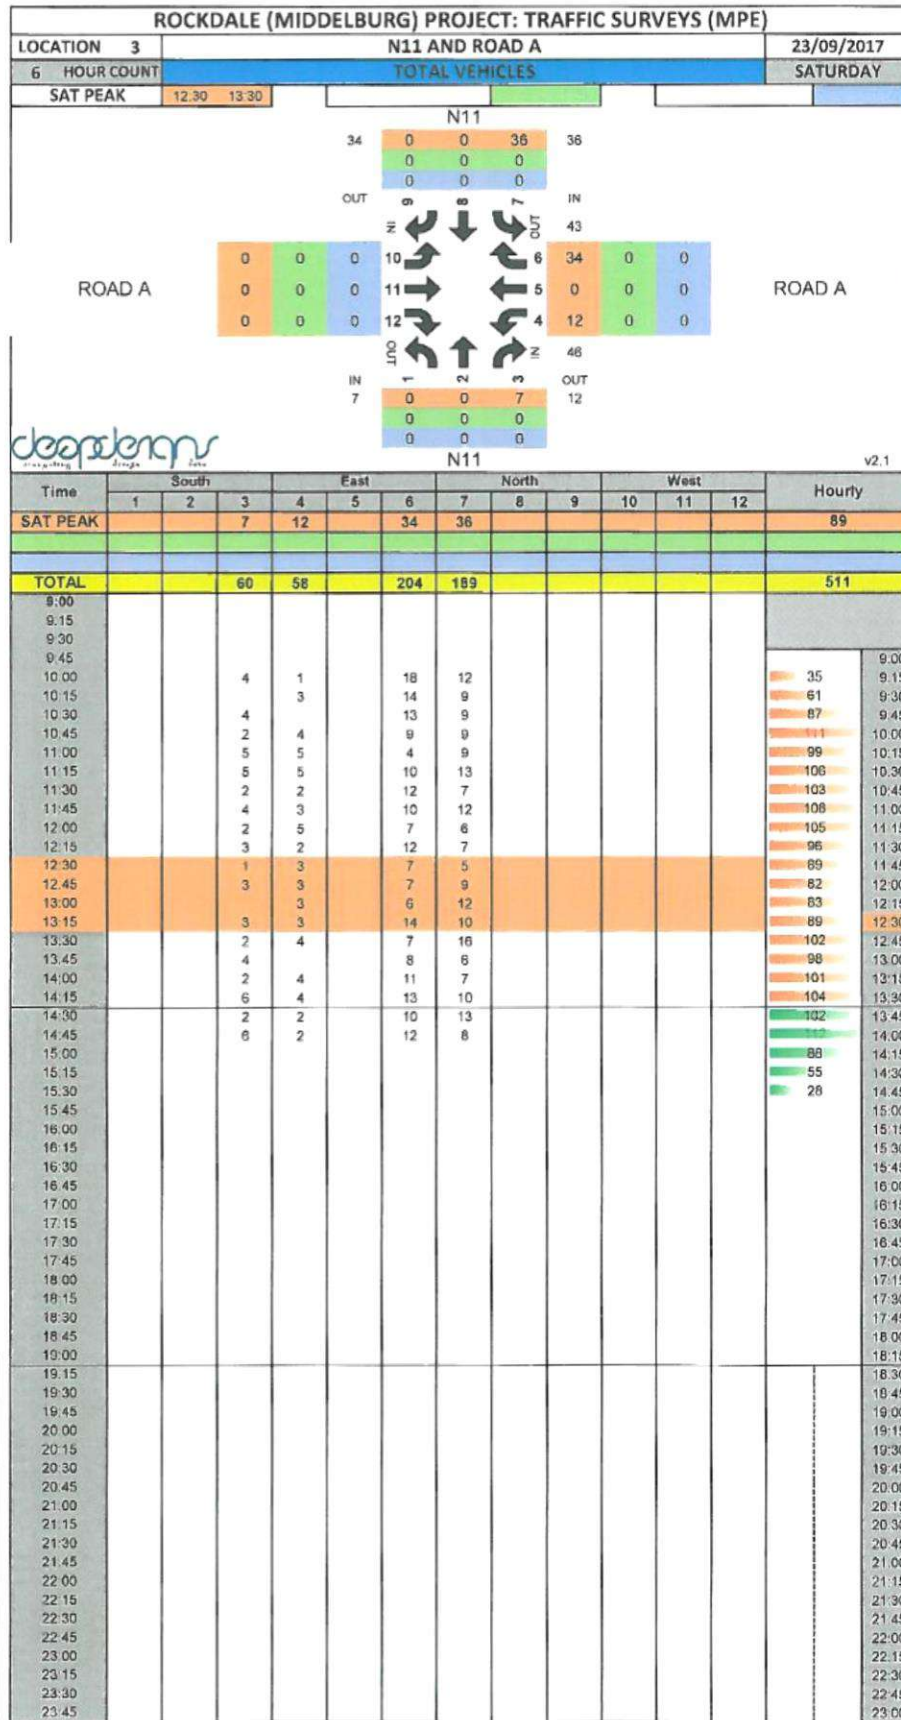 ROCKDALE (MIDDELBURG) PROJECT: TRAFFIC SURVEYS (MPE)
LOCATION 3 N11 AND ROAD A 23/09/2017
6 HOUR COUNT TOTAL VEHICLES SATURDAY
SAT PEAK 12.30 13:30
N11
34 0 0 36 36
0 0 0
0 0 0
OUT 9 8 7 IN
IN OUT 43
0 0 0 10 6 34 0 0
ROAD A 0 0 0 11 5 0 0 0 ROAD A
0 0 0 12 4 12 0 0
OUT IN 46
IN 1 2 3 OUT
7 0 0 7 12
0 0 0
0 0 0
deepdesigns
N11 v2.1
Time South East North West Hourly
1 2 3 4 5 6 7 8 9 10 11 12
SAT PEAK 7 12 34 36 89
TOTAL 60 58 204 189 511
9:00
9:15
9:30
9:45 9:00
10:00 4 1 18 12 35 9:15
10:15 3 14 9 61 9:30
10:30 4 13 9 87 9:45
10:45 2 4 9 9 111 10:00
11:00 5 5 4 9 99 10:15
11:15 5 5 10 13 106 10:30
11:30 2 2 12 7 103 10:45
11:45 4 3 10 12 108 11:00
12:00 2 5 7 6 105 11:15
12:15 3 2 12 7 96 11:30
12:30 1 3 7 5 89 11:45
12.45 3 3 7 9 82 12:00
13:00 3 6 12 83 12:15
13:15 3 3 14 10 89 12:30
13:30 2 4 7 16 102 12:45
13.45 4 8 6 98 13:00
14:00 2 4 11 7 101 13:15
14:15 6 4 13 10 104 13:30
14:30 2 2 10 13 102 13:45
14:45 6 2 12 8 112 14:00
15:00 88 14:15
15:15 55 14:30
15.30 28 14:45
15:45 15:00
16:00 15:15
16:15 15:30
16:30 15:45
16.45 16:00
17:00 16:15
17:15 16:30
17:30 16.45
17:45 17:00
18:00 17:15
18:15 17:30
18:30 17:45
18:45 18:00
19:00 18:15
19.15 18:30
19:30 18:45
19:45 19:00
20:00 19:15
20:15 19:30
20:30 19:45
20.45 20:00
21:00 20:15
21:15 20:30
21:30 20:45
21:45 21:00
22:00 21:15
22:15 21:30
22:30 21:45
22:45 22:00
23:00 22.15
23:15 22:30
23:30 22:45
23:45 23:00